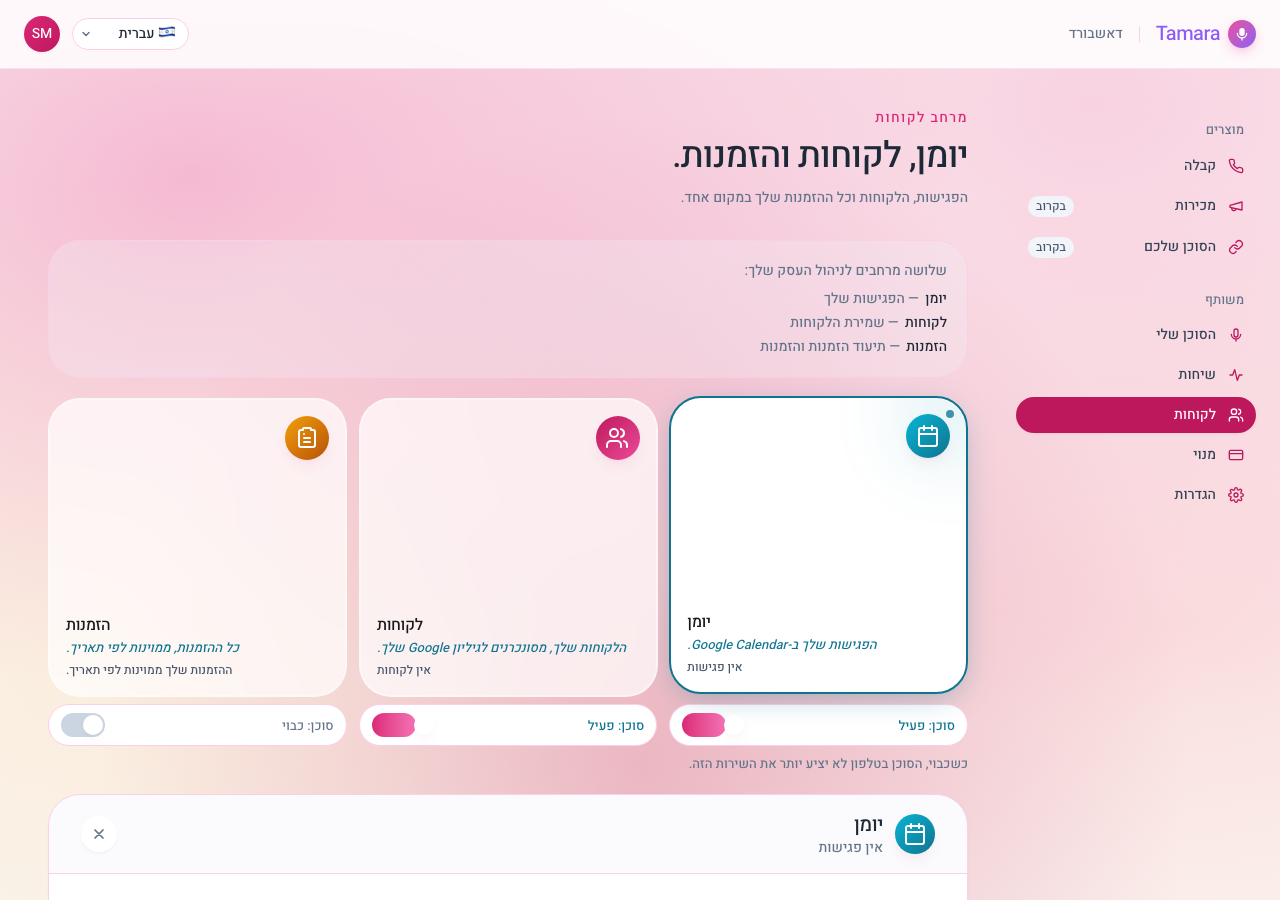 Tamara
דאשבורד
עברית
SM
מוצרים
קבלה
מכירות
בקרוב
הסוכן שלכם
בקרוב
משותף
הסוכן שלי
שיחות
לקוחות
מנוי
הגדרות
מרחב לקוחות
יומן, לקוחות והזמנות.
הפגישות, הלקוחות וכל ההזמנות שלך במקום אחד.
שלושה מרחבים לניהול העסק שלך:
יומן — הפגישות שלך
לקוחות — שמירת הלקוחות
הזמנות — תיעוד הזמנות והזמנות
יומן
הפגישות שלך ב-Google Calendar.
אין פגישות
לקוחות
הלקוחות שלך, מסונכרנים לגיליון Google שלך.
אין לקוחות
הזמנות
כל ההזמנות, ממוינות לפי תאריך.
ההזמנות שלך ממוינות לפי תאריך.
סוכן: פעיל
סוכן: פעיל
סוכן: כבוי
כשכבוי, הסוכן בטלפון לא יציע יותר את השירות הזה.
יומן
אין פגישות